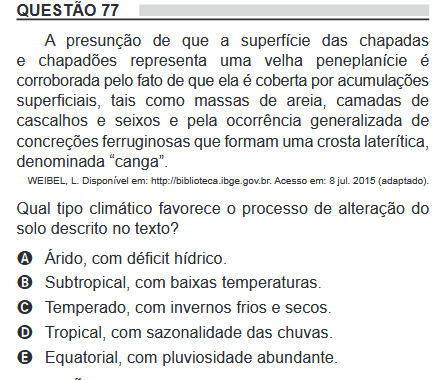 QUESTÃO 77
A presunção de que a superfície das chapadas
e chapadões representa uma velha peneplanície é
corroborada pelo fato de que ela é coberta por acumulações
superficiais, tais como massas de areia, camadas de
cascalhos e seixos e pela ocorrência generalizada de
concreções ferruginosas que formam uma crosta laterítica,
denominada “canga”.
WEIBEL, L. Disponível em: http://biblioteca.ibge.gov.br. Acesso em: 8 jul. 2015 (adaptado).
Qual tipo climático favorece o processo de alteração do
solo descrito no texto?
A Árido, com déficit hídrico.
B Subtropical, com baixas temperaturas.
C Temperado, com invernos frios e secos.
D Tropical, com sazonalidade das chuvas.
E Equatorial, com pluviosidade abundante.